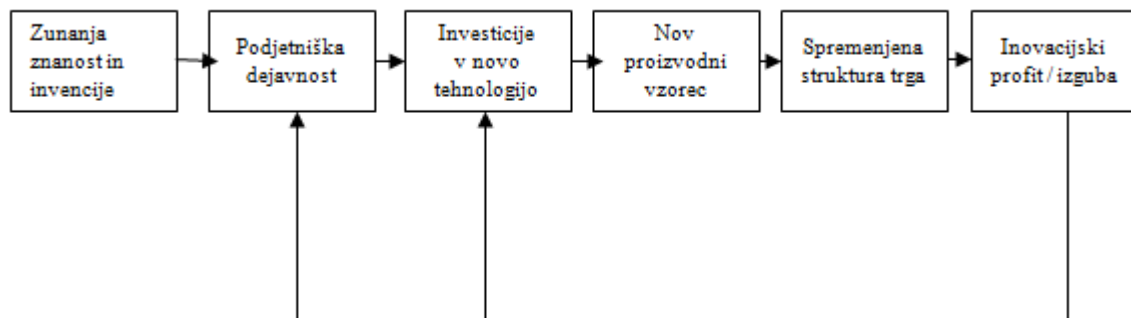 Zunanja
znanost in
invencije
Podjetniška
dejavnost
Investicije
v novo
tehnologijo
Nov
proizvodni
vzorec
Spremenjena
struktura trga
Inovacijski
profit / izguba